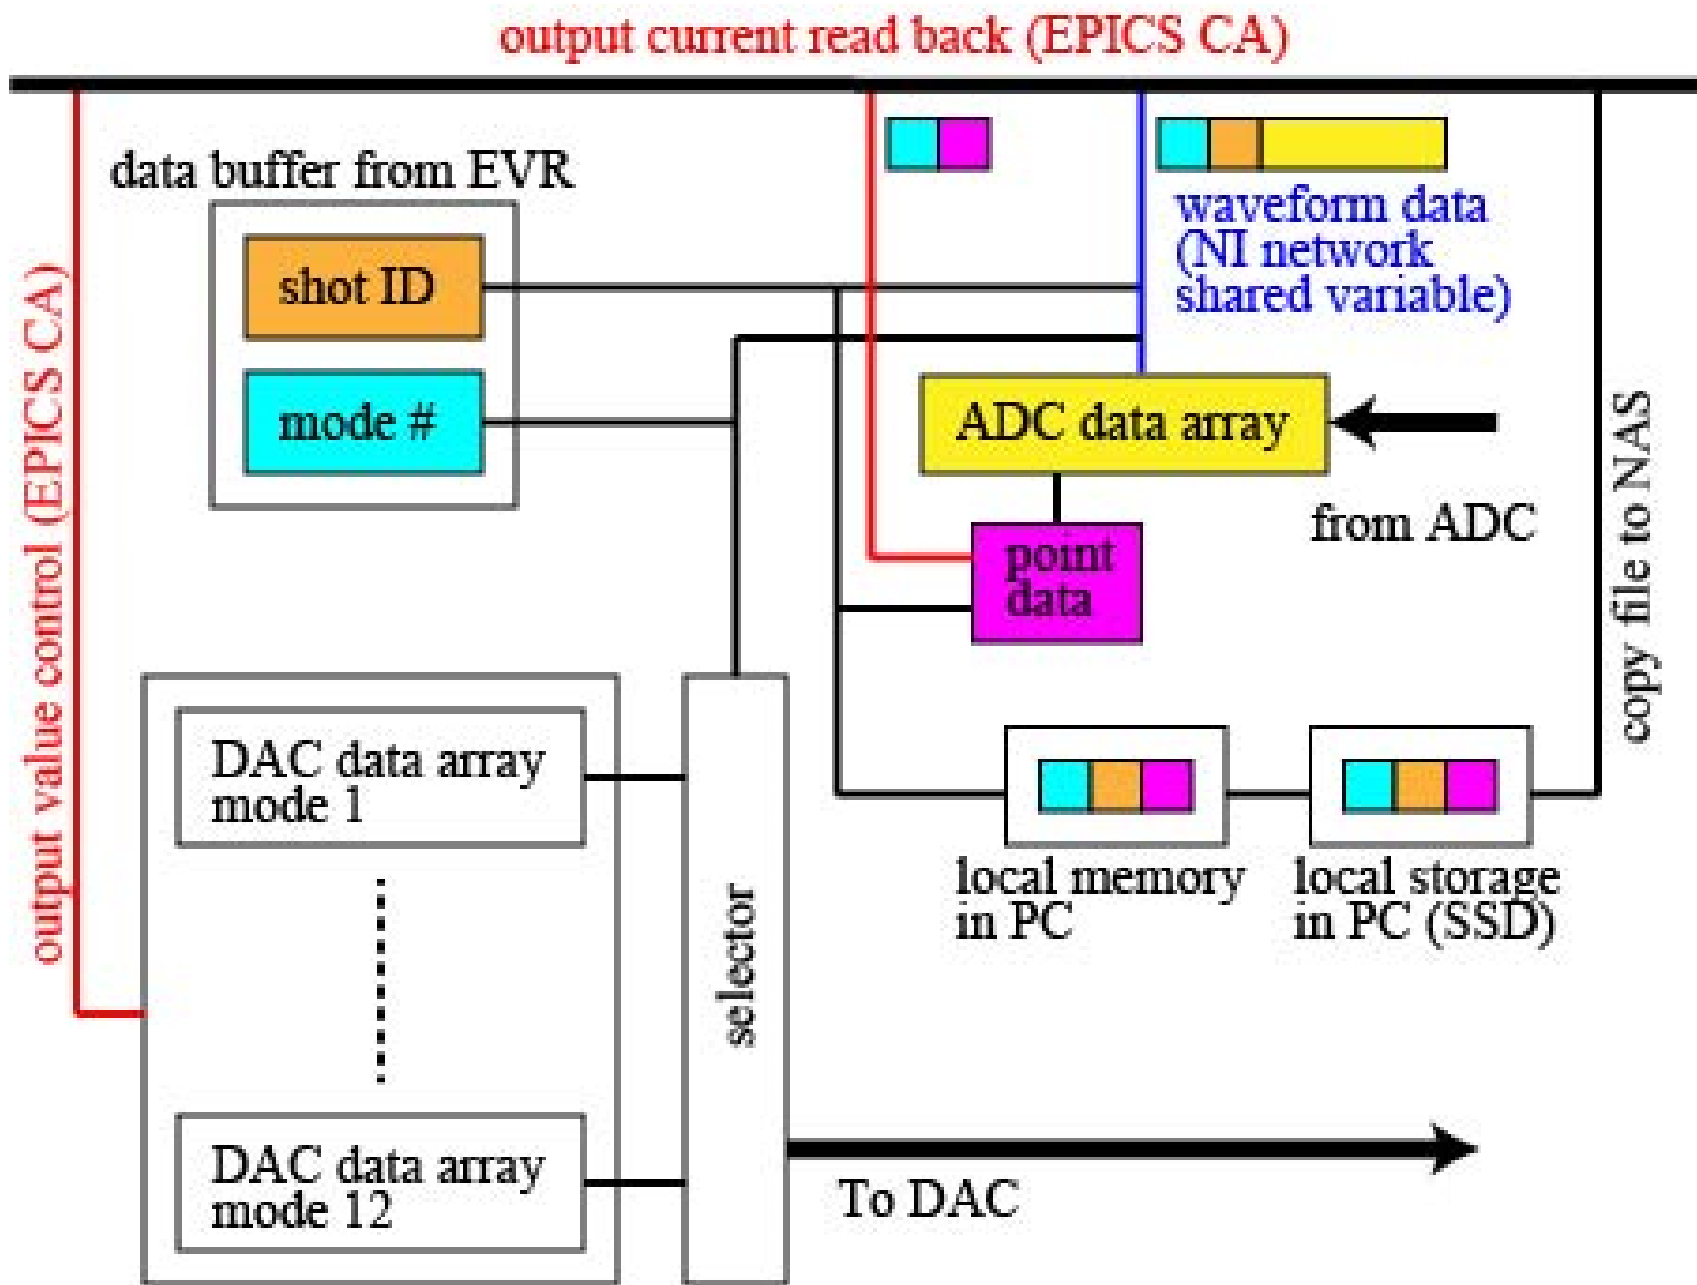 output current read back (EPICS CA)
data buffer from EVR
shot ID
mode #
waveform data
(NI network
shared variable)
ADC data array
from ADC
point
data
output value control (EPICS CA)
copy file to NAS
DAC data array
mode 1
selector
local memory
in PC
local storage
in PC (SSD)
DAC data array
mode 12
To DAC